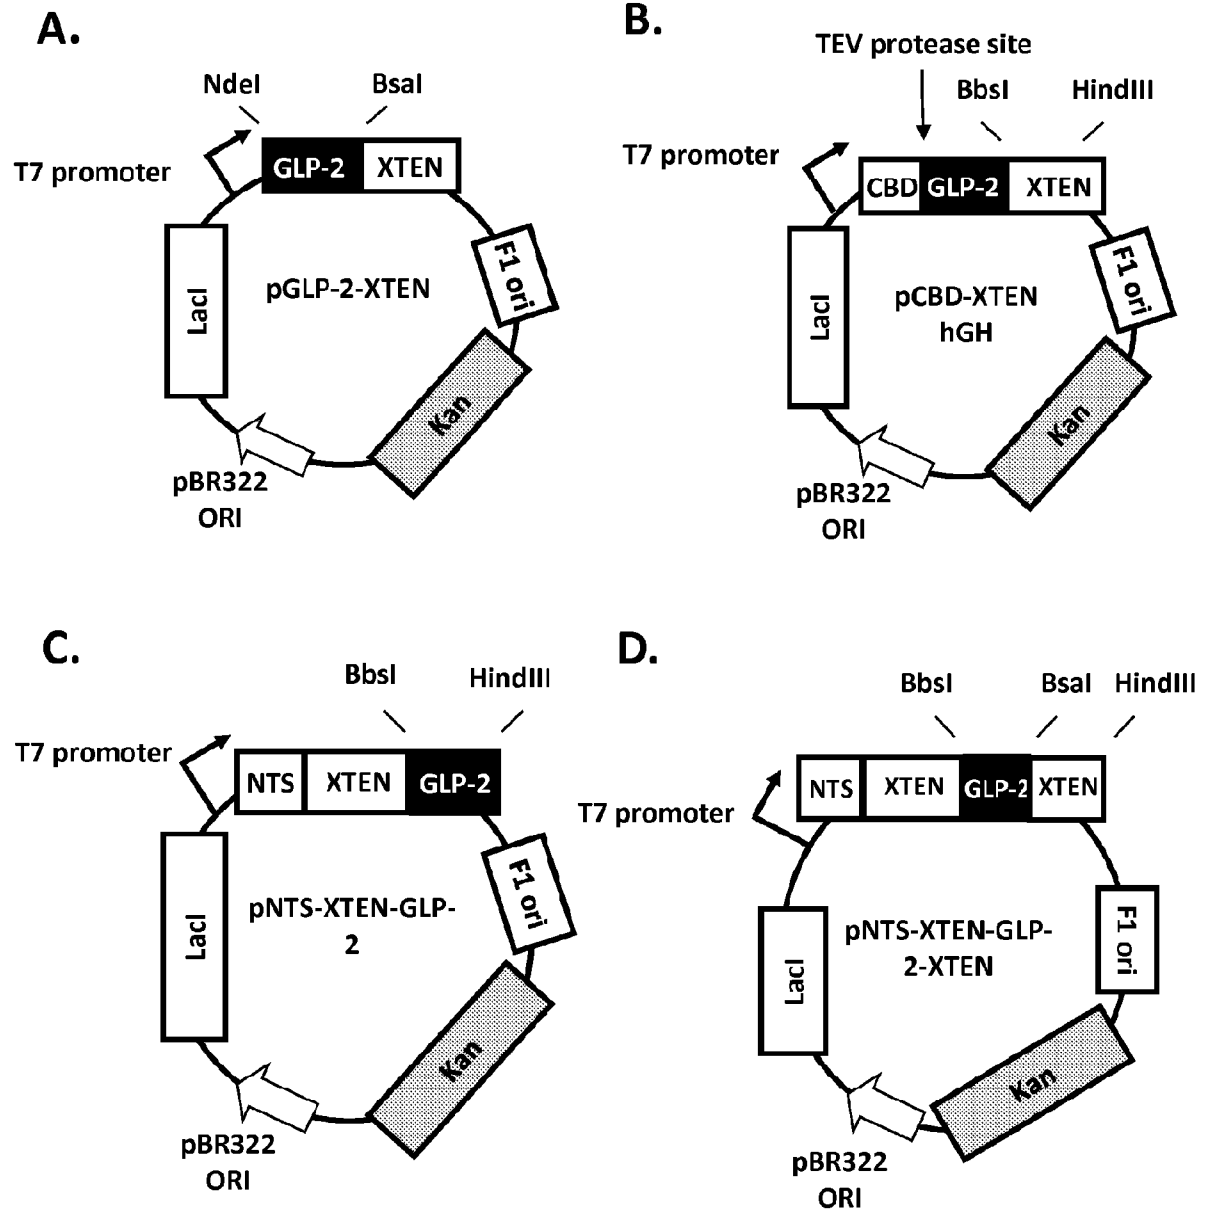 A.
NdeI
BsaI
T7 promoter
GLP-2
XTEN
LacI
pGLP-2-XTEN
F1 ori
Kan
pBR322
ORI
B.
TEV protease site
BbsI
HindIII
T7 promoter
CBD
GLP-2
XTEN
LacI
pCBD-XTEN
hGH
F1 ori
Kan
pBR322
ORI
C.
BbsI
HindIII
T7 promoter
NTS
XTEN
GLP-2
LacI
pNTS-XTEN-GLP-
2
F1 ori
Kan
pBR322
ORI
D.
BbsI
BsaI
HindIII
T7 promoter
NTS
XTEN
GLP-2
XTEN
LacI
pNTS-XTEN-GLP-
2-XTEN
F1 ori
Kan
pBR322
ORI